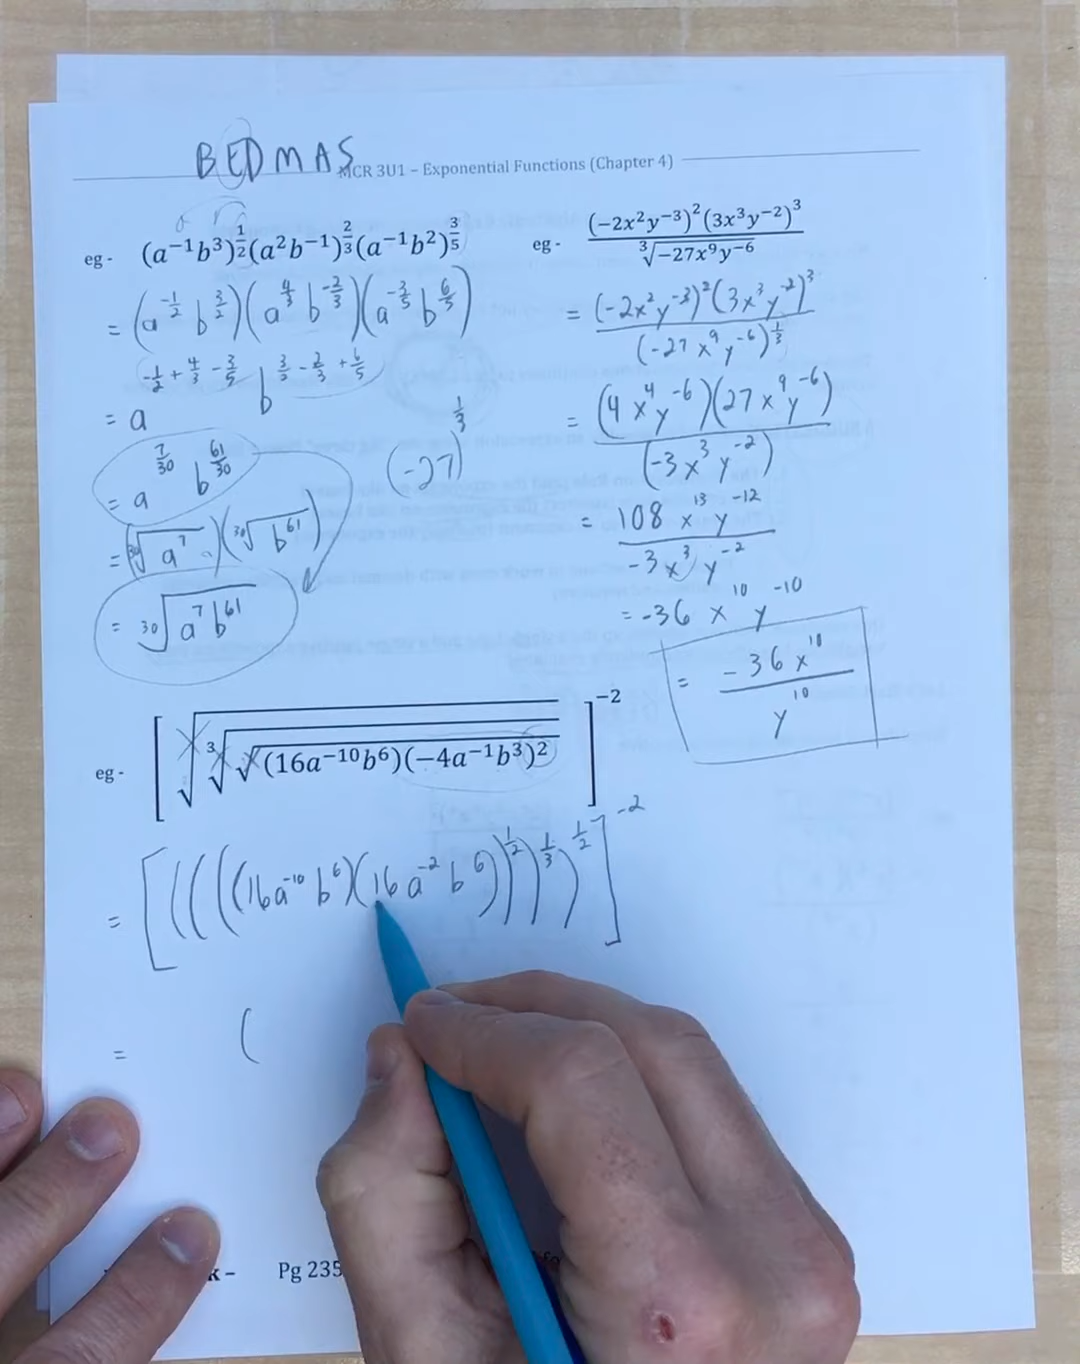 BEDMAS
MCR 3U1 – Exponential Functions (Chapter 4)
eg - (a⁻¹b³)^½(a²b⁻¹)^⅔(a⁻¹b²)^⅗
= (a^-½ b^3/2)(a^4/3 b^-⅔)(a^-⅗ b^6/5)
= a^(-½ + 4/3 - 3/5) b^(3/2 - 2/3 + 6/5)
= a^7/30 b^61/30
(-27)^⅓
= (³⁰√a⁷)(³⁰√b⁶¹)
= ³⁰√a⁷b⁶¹
eg - (−2x²y⁻³)²(3x³y⁻²)³ / ³√−27x⁹y⁻⁶
= (-2x²y⁻³)²(3x³y⁻²)³ / (-27x⁹y⁻⁶)^⅓
= (4x⁴y⁻⁶)(27x⁹y⁻⁶) / (-3x³y⁻²)
= 108x¹³y⁻¹² / -3x³y⁻²
= -36x¹⁰y⁻¹⁰
= -36x¹⁰ / y¹⁰
eg - [√³√√(16a⁻¹⁰b⁶)(−4a⁻¹b³)²]⁻²
= [((((16a⁻¹⁰b⁶)(16a⁻²b⁶))^½)^⅓)^½]⁻²
= (
k –
Pg 235